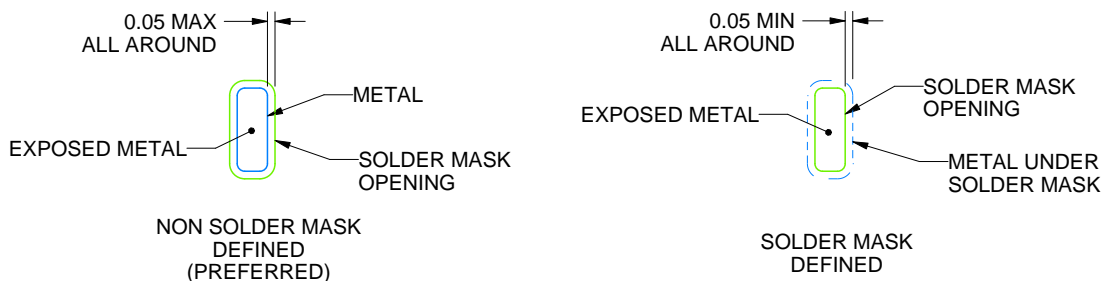 0.05 MAX
ALL AROUND
METAL
EXPOSED METAL
SOLDER MASK
OPENING
NON SOLDER MASK
DEFINED
(PREFERRED)
0.05 MIN
ALL AROUND
SOLDER MASK
OPENING
EXPOSED METAL
METAL UNDER
SOLDER MASK
SOLDER MASK
DEFINED